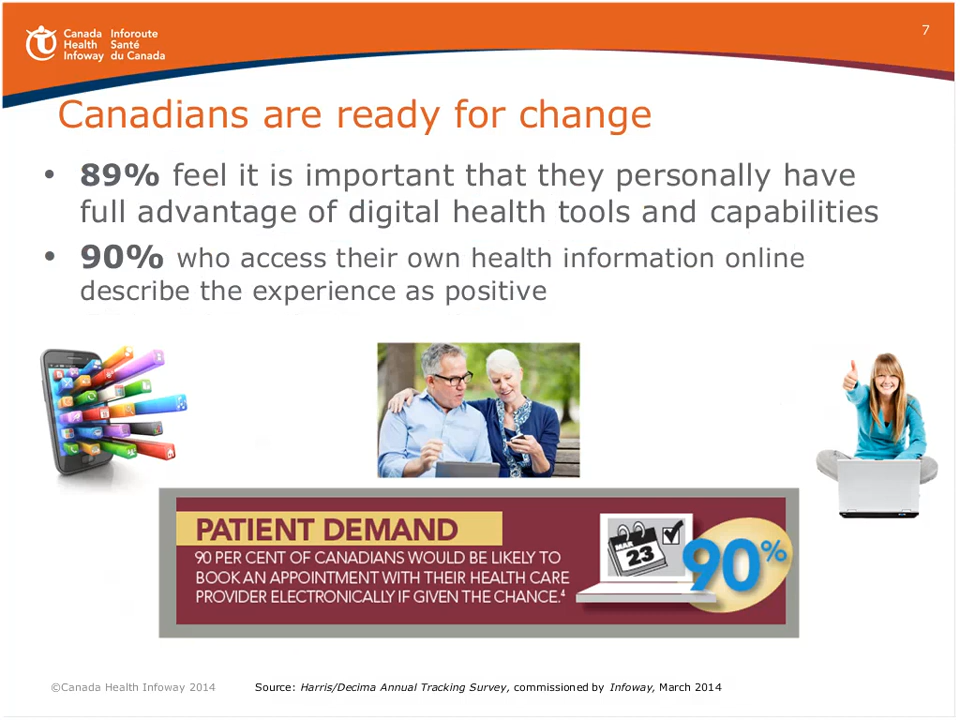 7
Canada Inforoute
Health Santé
Infoway du Canada
Canadians are ready for change
• 89% feel it is important that they personally have
full advantage of digital health tools and capabilities
• 90% who access their own health information online
describe the experience as positive
PATIENT DEMAND
90 PER CENT OF CANADIANS WOULD BE LIKELY TO
BOOK AN APPOINTMENT WITH THEIR HEALTH CARE
PROVIDER ELECTRONICALLY IF GIVEN THE CHANCE.4
MAR
23
90%
©Canada Health Infoway 2014 Source: Harris/Decima Annual Tracking Survey, commissioned by Infoway, March 2014